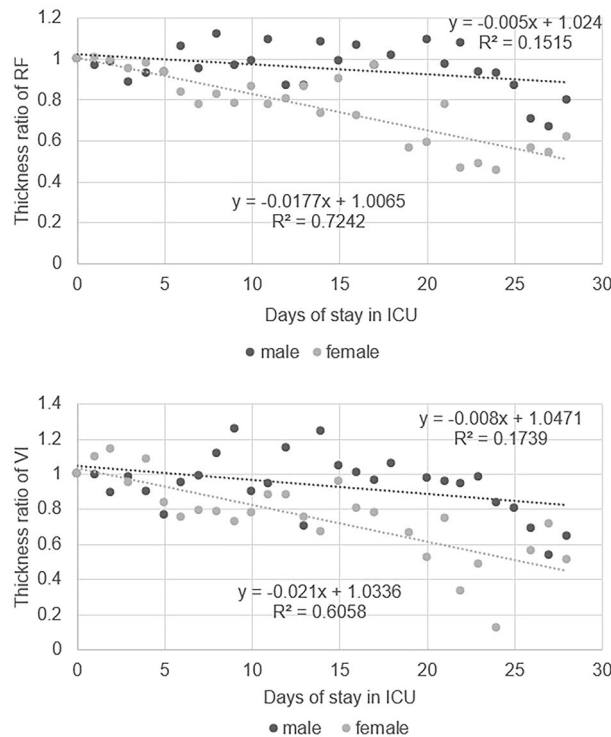 y = -0.005x + 1.024
R² = 0.1515
Thickness ratio of RF
1.2
1
0.8
0.6
0.4
0.2
0
y = -0.0177x + 1.0065
R² = 0.7242
0 5 10 15 20 25 30
Days of stay in ICU
male female
Thickness ratio of VI
1.4
1.2
1
0.8
0.6
0.4
0.2
0
y = -0.008x + 1.0471
R² = 0.1739
y = -0.021x + 1.0336
R² = 0.6058
0 5 10 15 20 25 30
Days of stay in ICU
male female